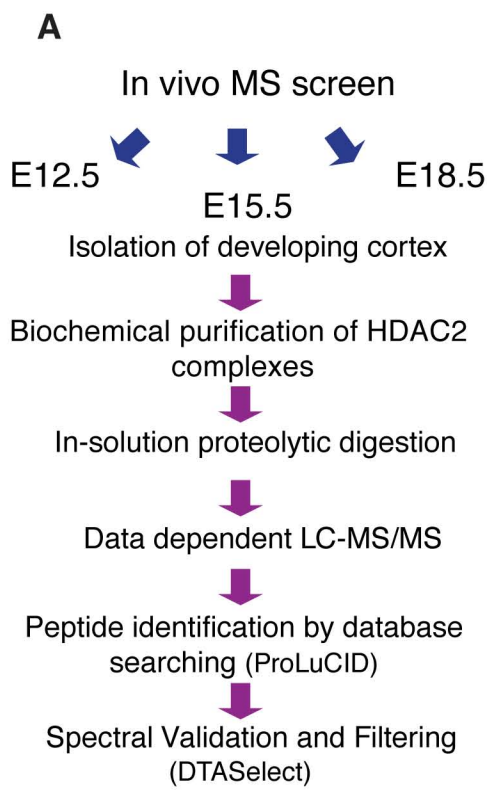 A
In vivo MS screen
E12.5
E18.5
E15.5
Isolation of developing cortex
Biochemical purification of HDAC2
complexes
In-solution proteolytic digestion
Data dependent LC-MS/MS
Peptide identification by database
searching (ProLuCID)
Spectral Validation and Filtering
(DTASelect)